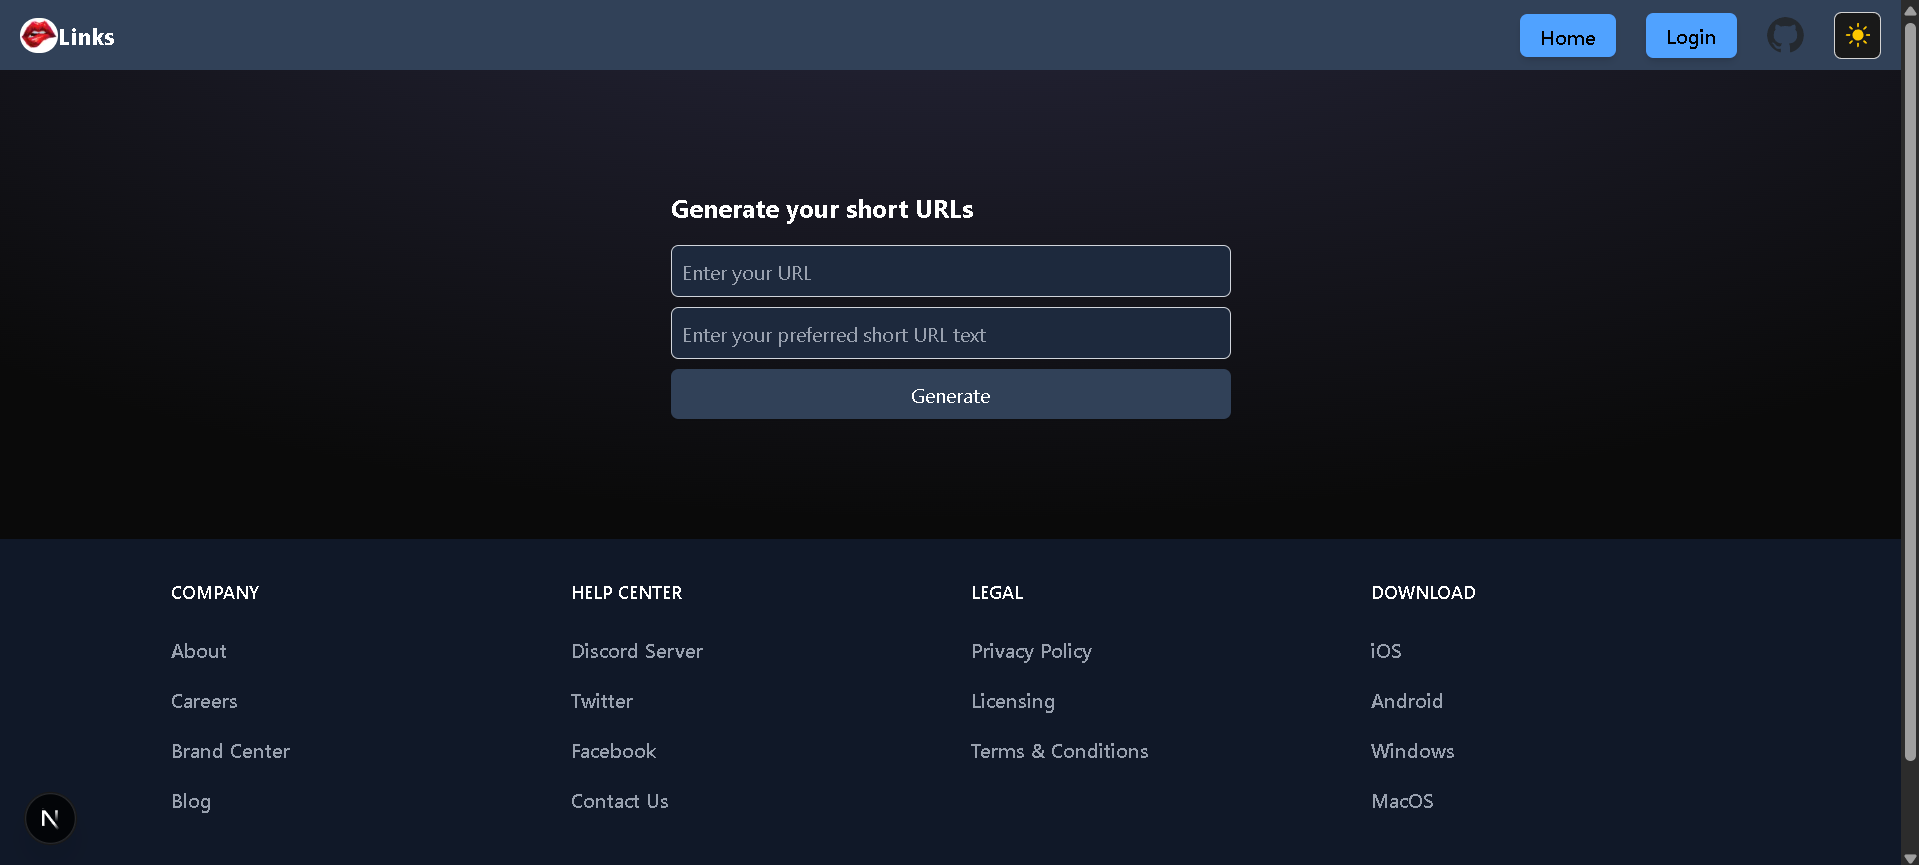 Links
Home
Login
Generate your short URLs
Enter your URL
Enter your preferred short URL text
Generate
COMPANY
About
Careers
Brand Center
Blog
HELP CENTER
Discord Server
Twitter
Facebook
Contact Us
LEGAL
Privacy Policy
Licensing
Terms & Conditions
DOWNLOAD
iOS
Android
Windows
MacOS
N